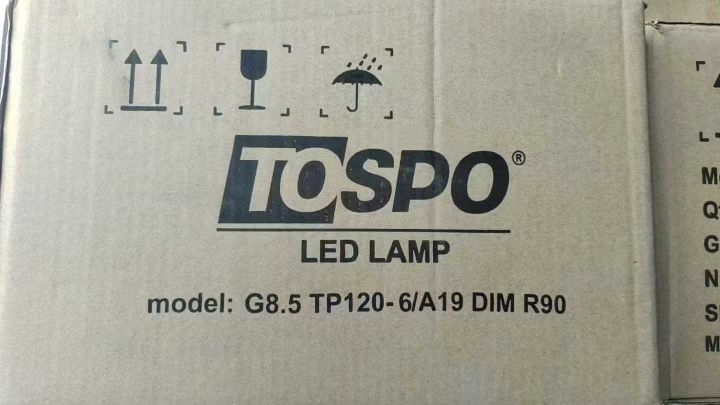 TOSPO®
LED LAMP
model: G8.5 TP120-6/A19 DIM R90